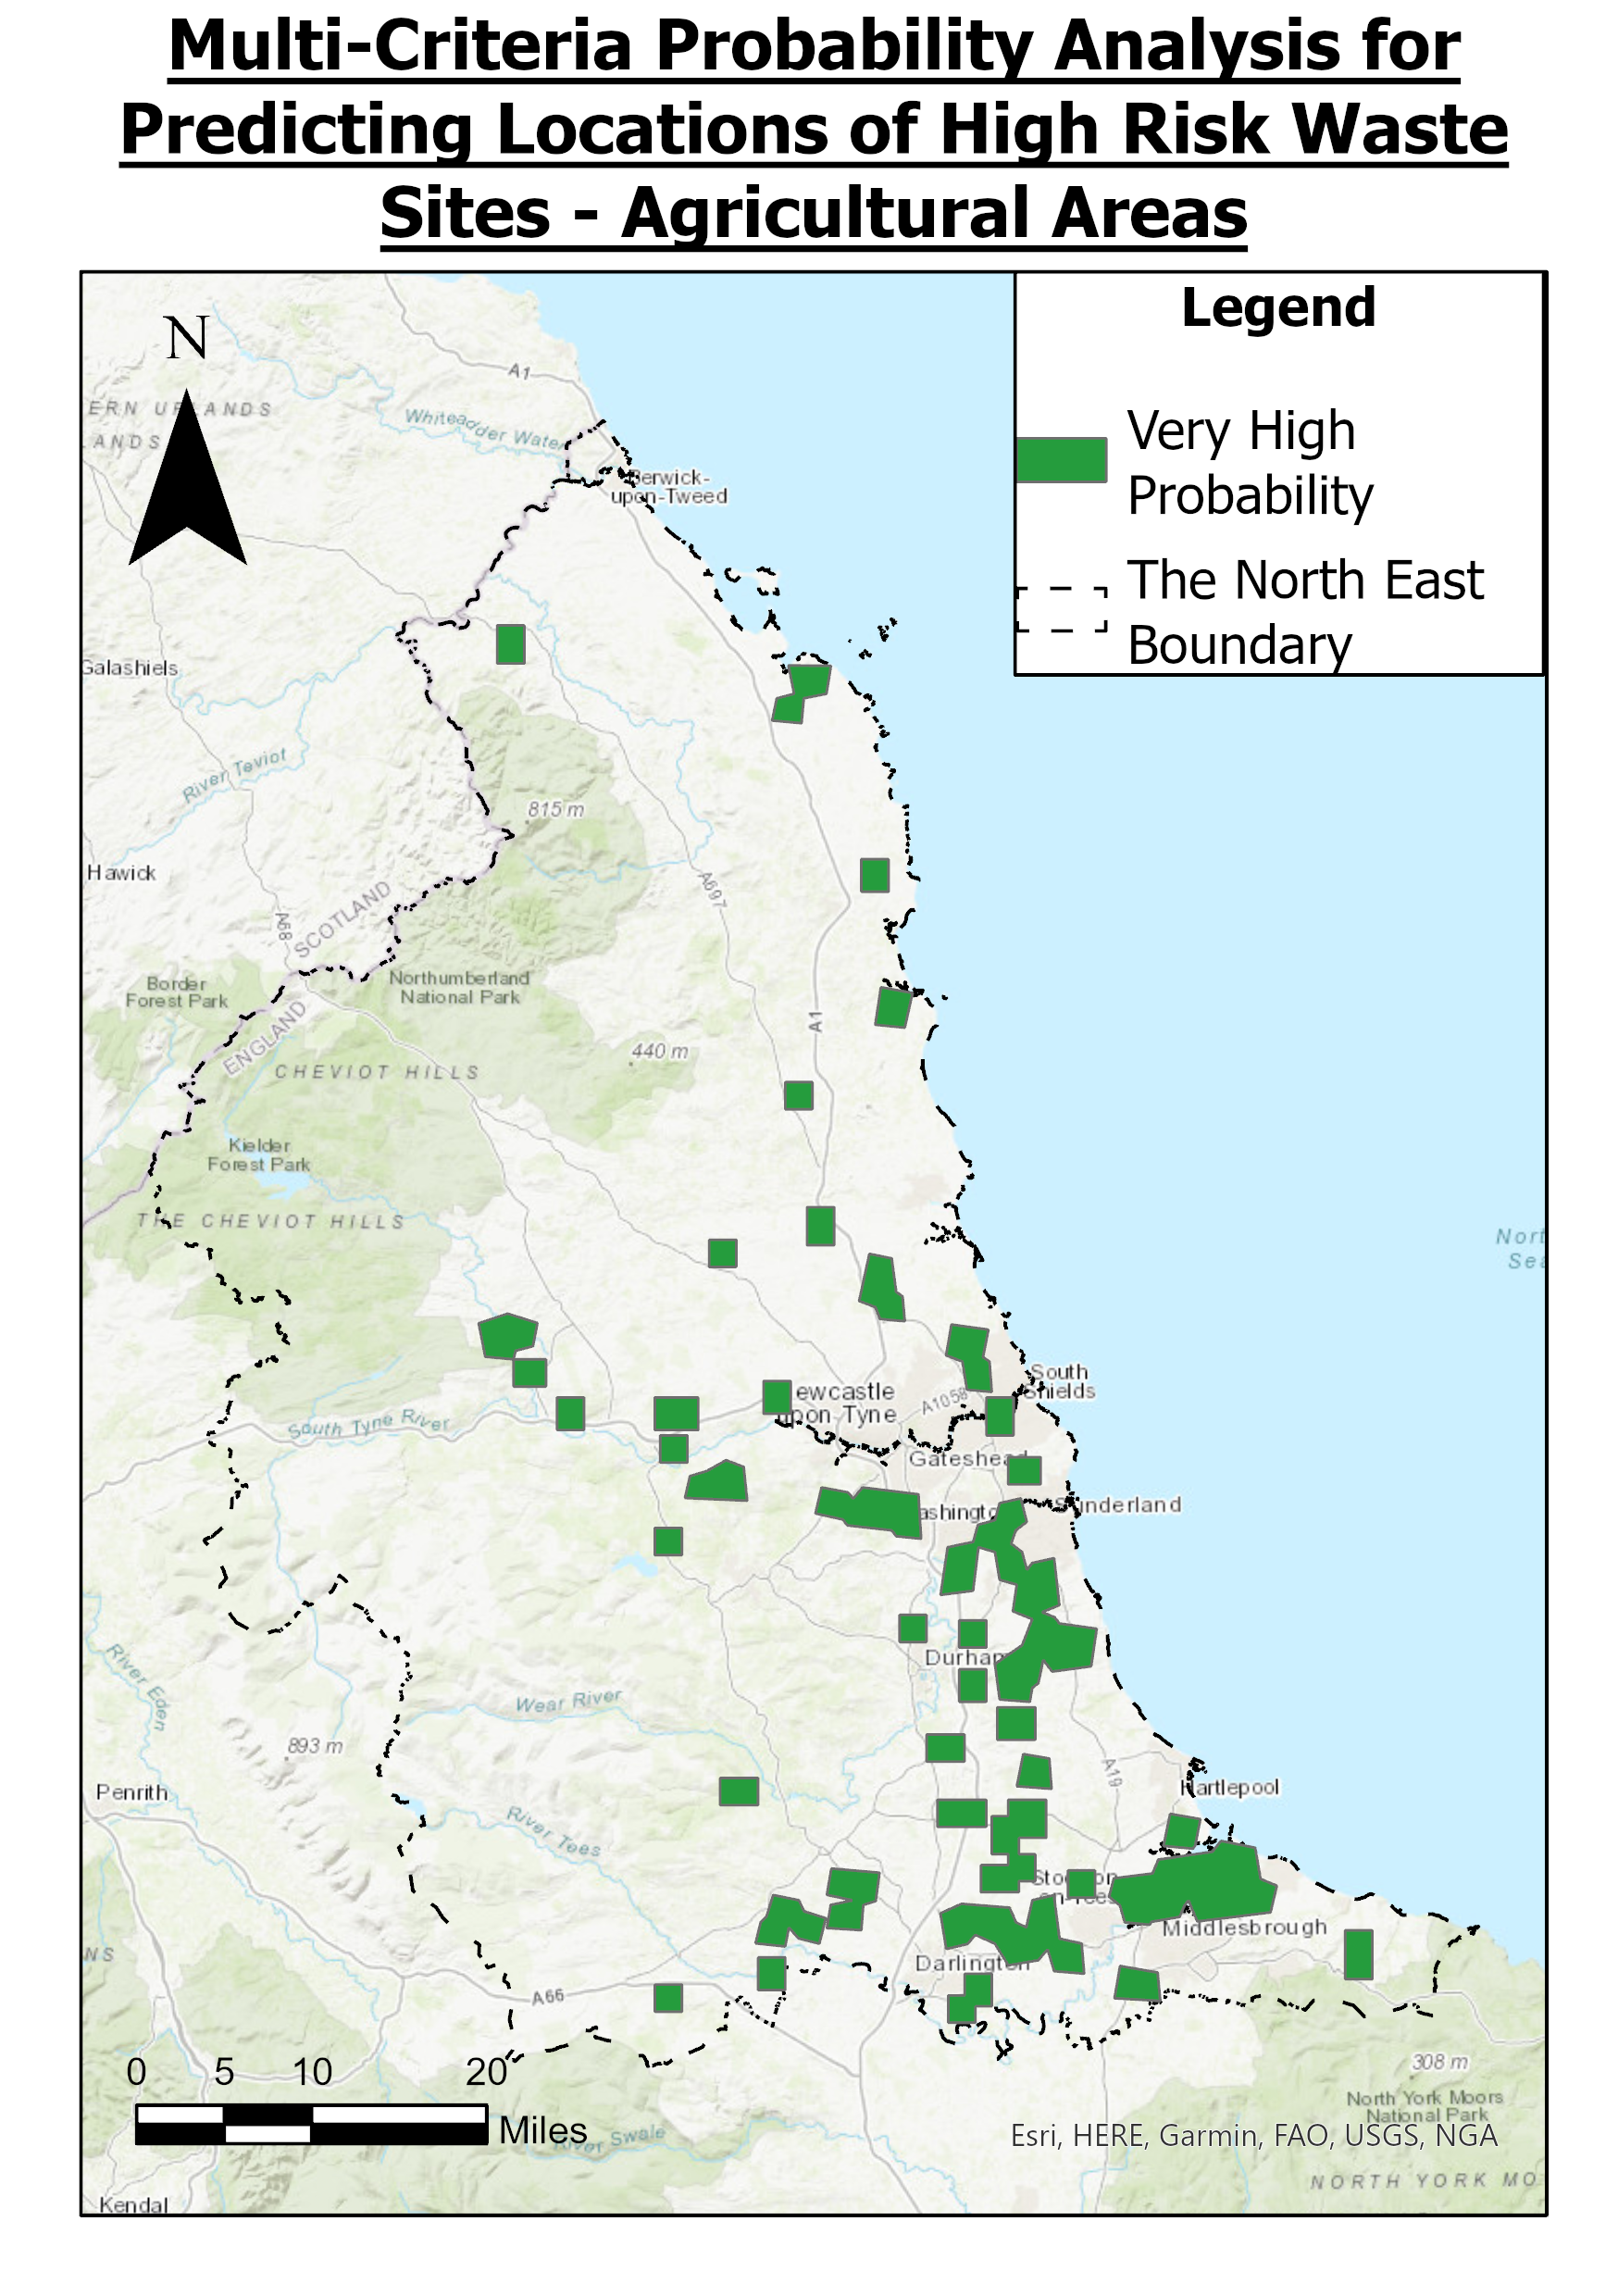 Multi-Criteria Probability Analysis for
Predicting Locations of High Risk Waste
Sites - Agricultural Areas
Legend
Very High
Probability
The North East
Boundary
N
A1
ERN UPLANDS
LANDS
Whiteadder Water
Berwick-
upon-Tweed
Galashiels
River Teviot
815 m
Hawick
A697
A68
SCOTLAND
Border
Forest Park
Northumberland
National Park
ENGLAND
A1
440 m
CHEVIOT HILLS
Kielder
Forest Park
THE CHEVIOT HILLS
Nort
Sea
South
Shields
ewcastle
upon Tyne
A1058
South Tyne River
Gateshead
ashingto
Sunderland
Durham
River Eden
Wear River
893 m
A19
Penrith
Hartlepool
River Tees
Stockton
on-Tees
Middlesbrough
NS
Darlington
A66
0 5 10 20
Miles
308 m
North York Moors
National Park
Esri, HERE, Garmin, FAO, USGS, NGA
River Swale
NORTH YORK MO
Kendal